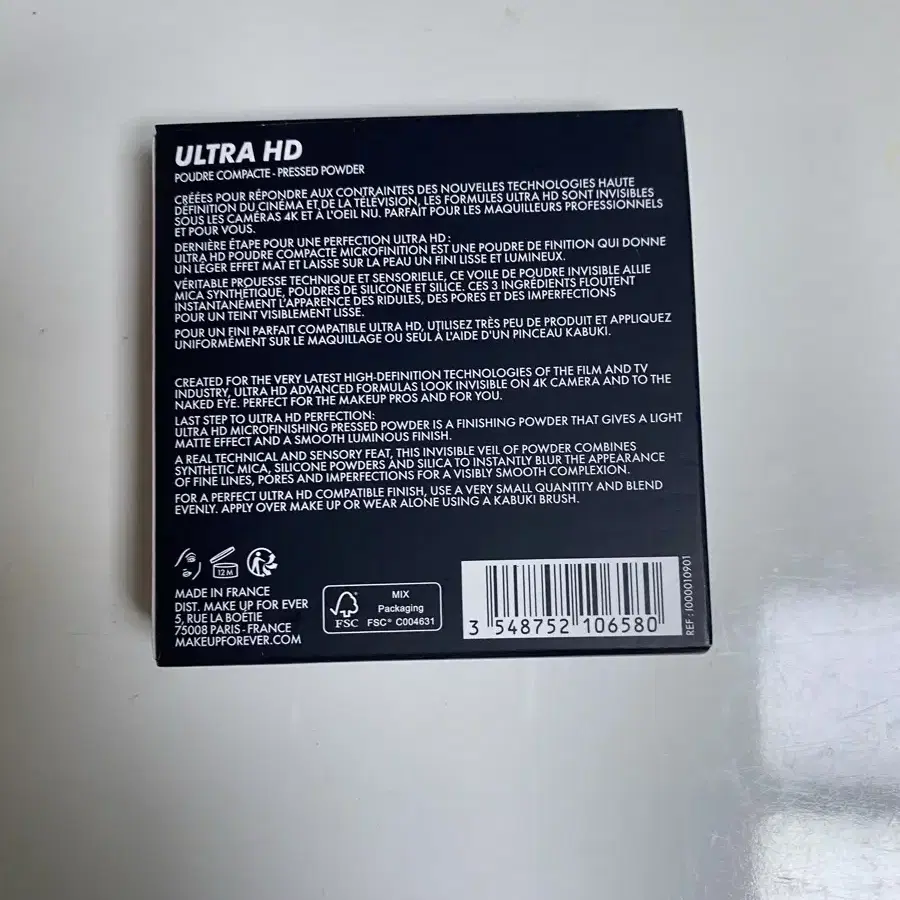 ULTRA HD
POUDRE COMPACTE - PRESSED POWDER
CRÉÉES POUR RÉPONDRE AUX CONTRAINTES DES NOUVELLES TECHNOLOGIES HAUTE
DÉFINITION DU CINÉMA ET DE LA TÉLÉVISION, LES FORMULES ULTRA HD SONT INVISIBLES
SOUS LES CAMÉRAS 4K ET À L'OEIL NU. PARFAIT POUR LES MAQUILLEURS PROFESSIONNELS
ET POUR VOUS.
DERNIÈRE ÉTAPE POUR UNE PERFECTION ULTRA HD :
ULTRA HD POUDRE COMPACTE MICROFINITION EST UNE POUDRE DE FINITION QUI DONNE
UN LÉGER EFFET MAT ET LAISSE SUR LA PEAU UN FINI LISSE ET LUMINEUX.
VÉRITABLE PROUESSE TECHNIQUE ET SENSORIELLE, CE VOILE DE POUDRE INVISIBLE ALLIE
MICA SYNTHÉTIQUE, POUDRES DE SILICONE ET SILICE. CES 3 INGRÉDIENTS FLOUTENT
INSTANTANÉMENT L'APPARENCE DES RIDULES, DES PORES ET DES IMPERFECTIONS
POUR UN TEINT VISIBLEMENT LISSE.
POUR UN FINI PARFAIT COMPATIBLE ULTRA HD, UTILISEZ TRÈS PEU DE PRODUIT ET APPLIQUEZ
UNIFORMÉMENT SUR LE MAQUILLAGE OU SEUL À L'AIDE D'UN PINCEAU KABUKI.
CREATED FOR THE VERY LATEST HIGH-DEFINITION TECHNOLOGIES OF THE FILM AND TV
INDUSTRY, ULTRA HD ADVANCED FORMULAS LOOK INVISIBLE ON 4K CAMERA AND TO THE
NAKED EYE. PERFECT FOR THE MAKEUP PROS AND FOR YOU.
LAST STEP TO ULTRA HD PERFECTION:
ULTRA HD MICROFINISHING PRESSED POWDER IS A FINISHING POWDER THAT GIVES A LIGHT
MATTE EFFECT AND A SMOOTH LUMINOUS FINISH.
A REAL TECHNICAL AND SENSORY FEAT, THIS INVISIBLE VEIL OF POWDER COMBINES
SYNTHETIC MICA, SILICONE POWDERS AND SILICA TO INSTANTLY BLUR THE APPEARANCE
OF FINE LINES, PORES AND IMPERFECTIONS FOR A VISIBLY SMOOTH COMPLEXION.
FOR A PERFECT ULTRA HD COMPATIBLE FINISH, USE A VERY SMALL QUANTITY AND BLEND
EVENLY. APPLY OVER MAKE UP OR WEAR ALONE USING A KABUKI BRUSH.
12 M
MADE IN FRANCE
DIST. MAKE UP FOR EVER
5, RUE LA BOÉTIE
75008 PARIS - FRANCE
MAKEUPFOREVER.COM
FSC
MIX
Packaging
FSC® C004631
3 548752 106580
REF : I000010901